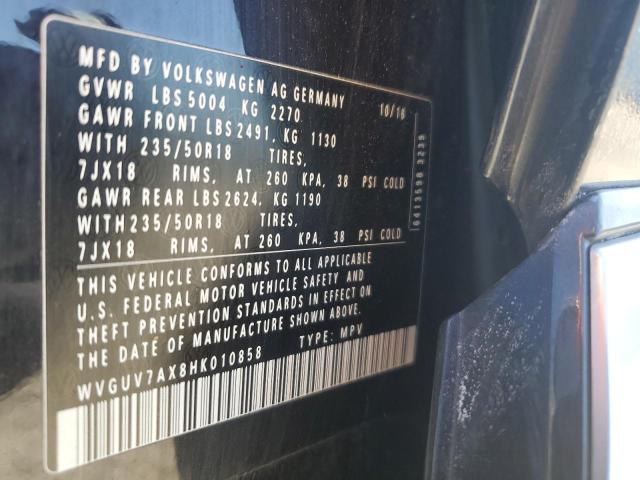 MFD BY VOLKSWAGEN AG GERMANY
GVWR LBS 5004 KG 2270 10/16
GAWR FRONT LBS 2491, KG 1130
WITH 235/50R18 TIRES,
7JX18 RIMS, AT 260 KPA, 38 PSI COLD
GAWR REAR LBS 2624, KG 1190
WITH 235/50R18 TIRES,
7JX18 RIMS, AT 260 KPA, 38 PSI COLD
THIS VEHICLE CONFORMS TO ALL APPLICABLE
U.S. FEDERAL MOTOR VEHICLE SAFETY AND
THEFT PREVENTION STANDARDS IN EFFECT ON
THE DATE OF MANUFACTURE SHOWN ABOVE.
WVGUV7AX8HK010858 TYPE: MPV
6413598 3239